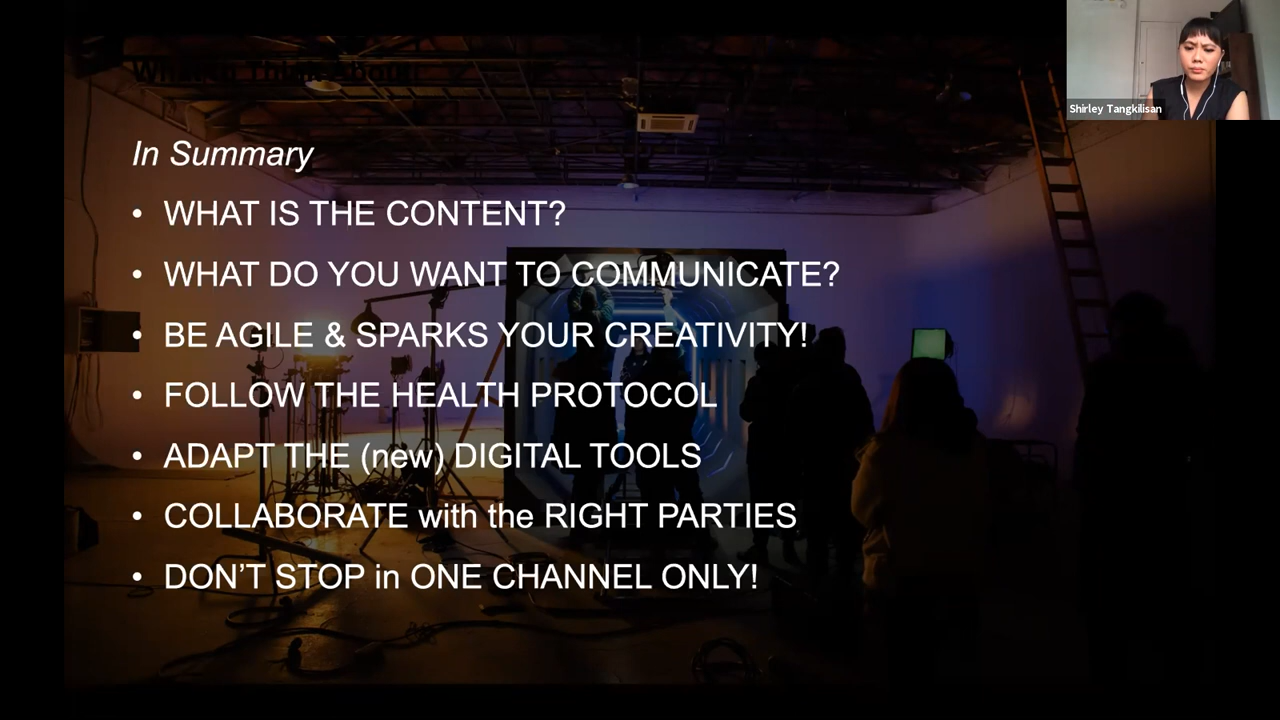 Shirley Tangkilisan
In Summary
• WHAT IS THE CONTENT?
• WHAT DO YOU WANT TO COMMUNICATE?
• BE AGILE & SPARKS YOUR CREATIVITY!
• FOLLOW THE HEALTH PROTOCOL
• ADAPT THE (new) DIGITAL TOOLS
• COLLABORATE with the RIGHT PARTIES
• DON'T STOP in ONE CHANNEL ONLY!